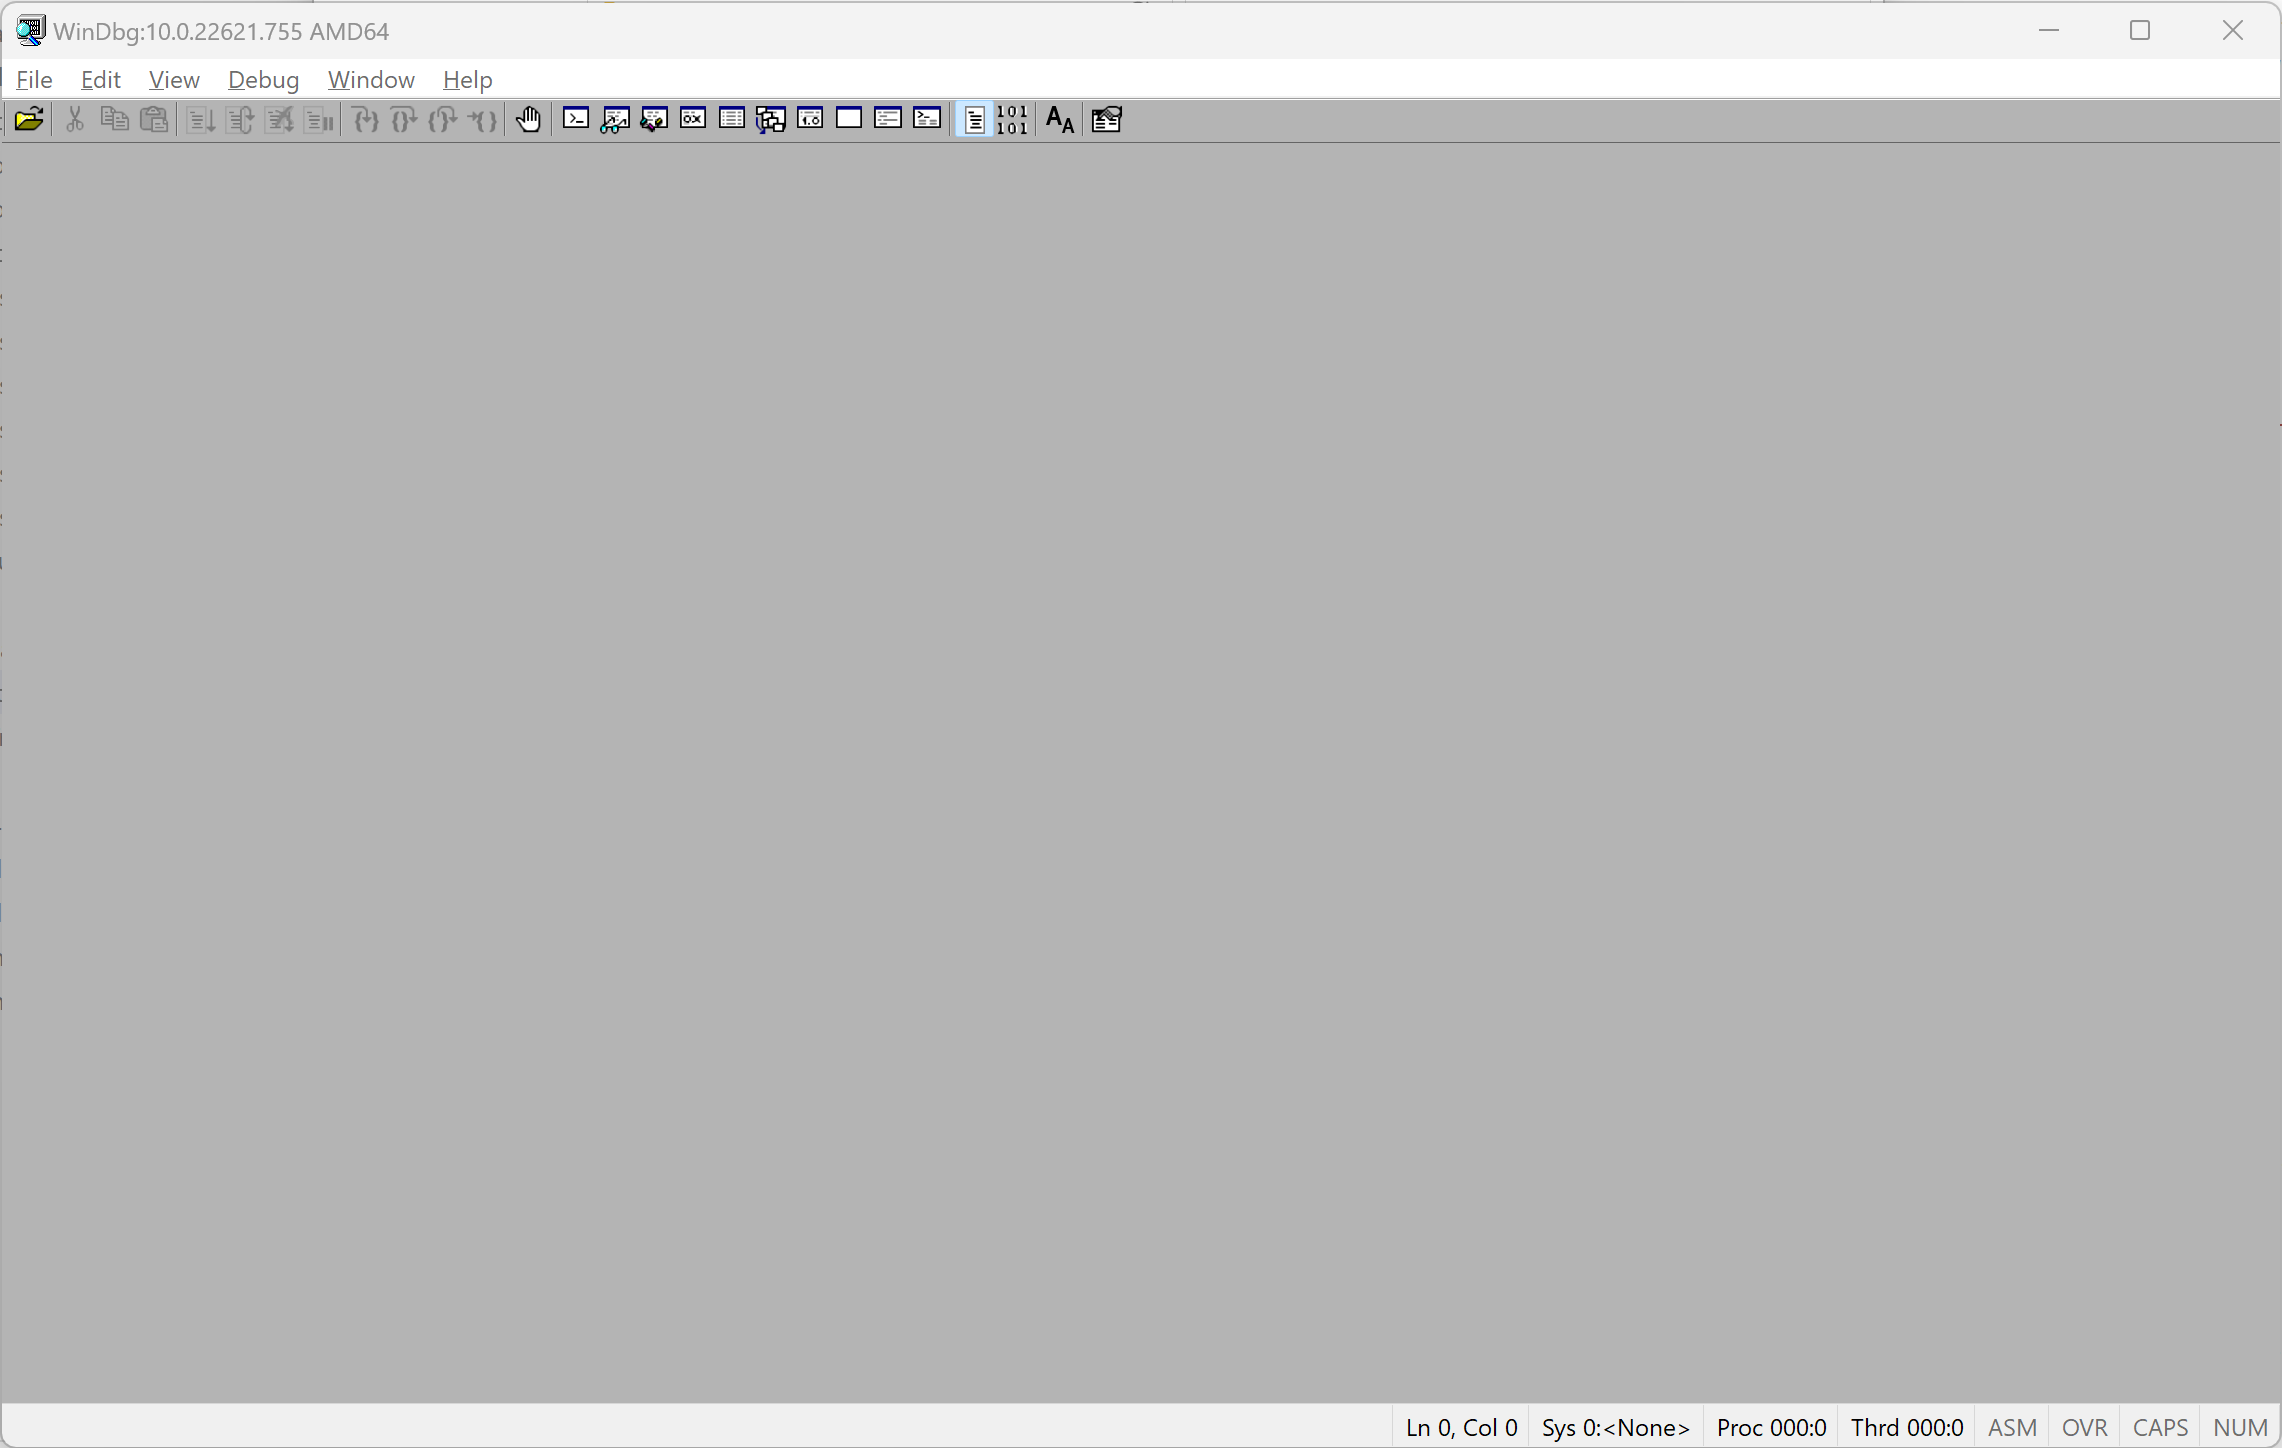 WinDbg:10.0.22621.755 AMD64
File Edit View Debug Window Help
101
101
AA
Ln 0, Col 0 Sys 0:<None> Proc 000:0 Thrd 000:0 ASM OVR CAPS NUM